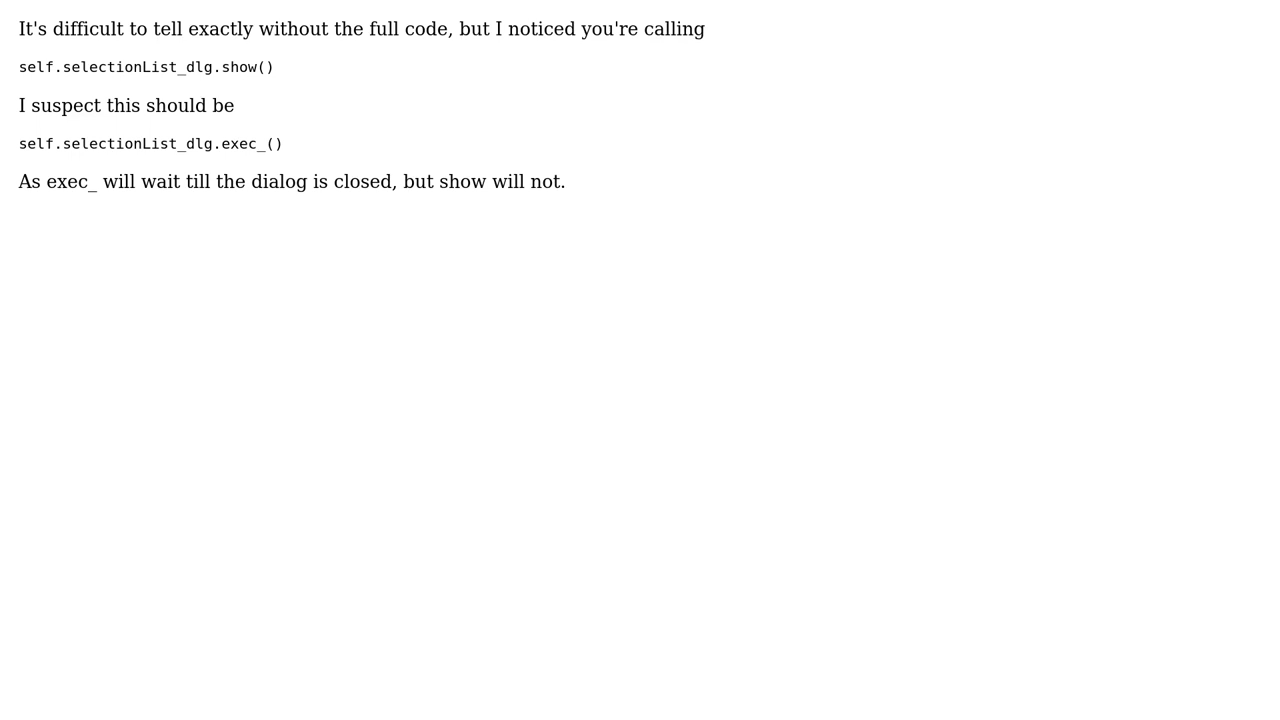 It's difficult to tell exactly without the full code, but I noticed you're calling
self.selectionList_dlg.show()
I suspect this should be
self.selectionList_dlg.exec_()
As exec_ will wait till the dialog is closed, but show will not.